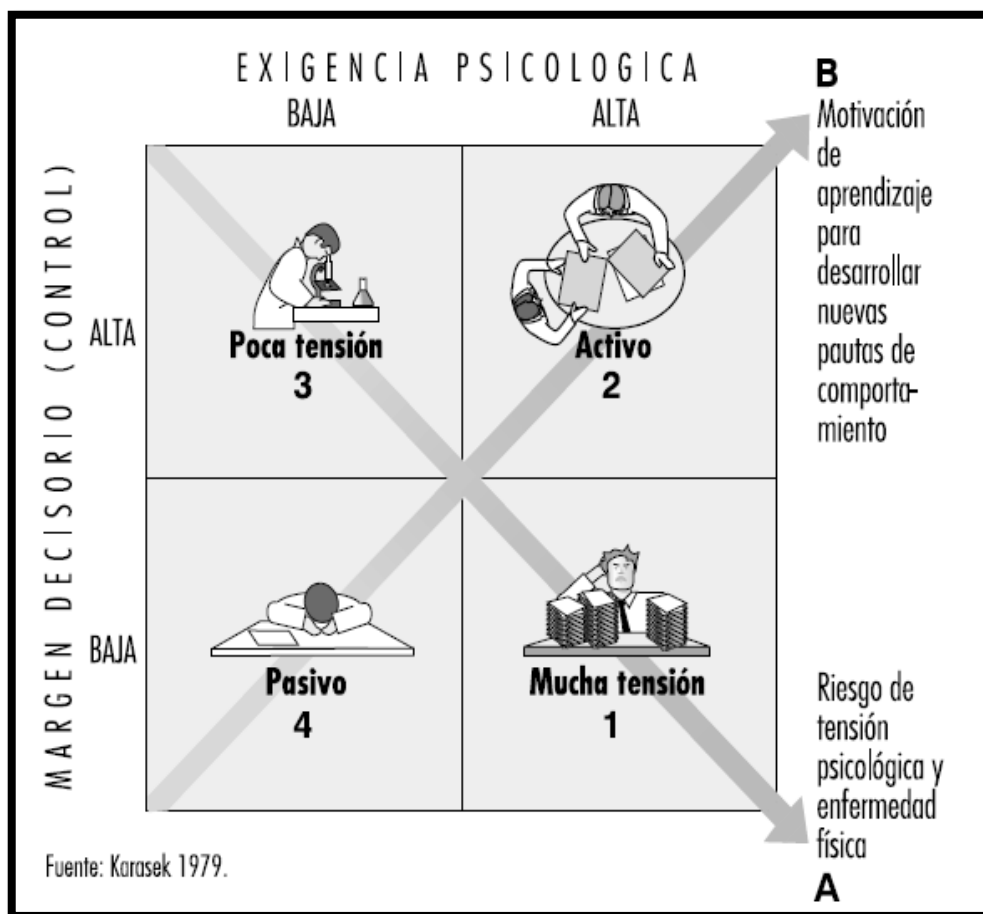 EXIGENCIA PSICOLOGICA
BAJA
ALTA
MARGEN DECISORIO (CONTROL)
ALTA
BAJA
Poca tensión
3
Activo
2
Pasivo
4
Mucha tensión
1
B
Motivación
de
aprendizaje
para
desarrollar
nuevas
pautas de
comporta-
miento
Riesgo de
tensión
psicológica y
enfermedad
física
A
Fuente: Karasek 1979.